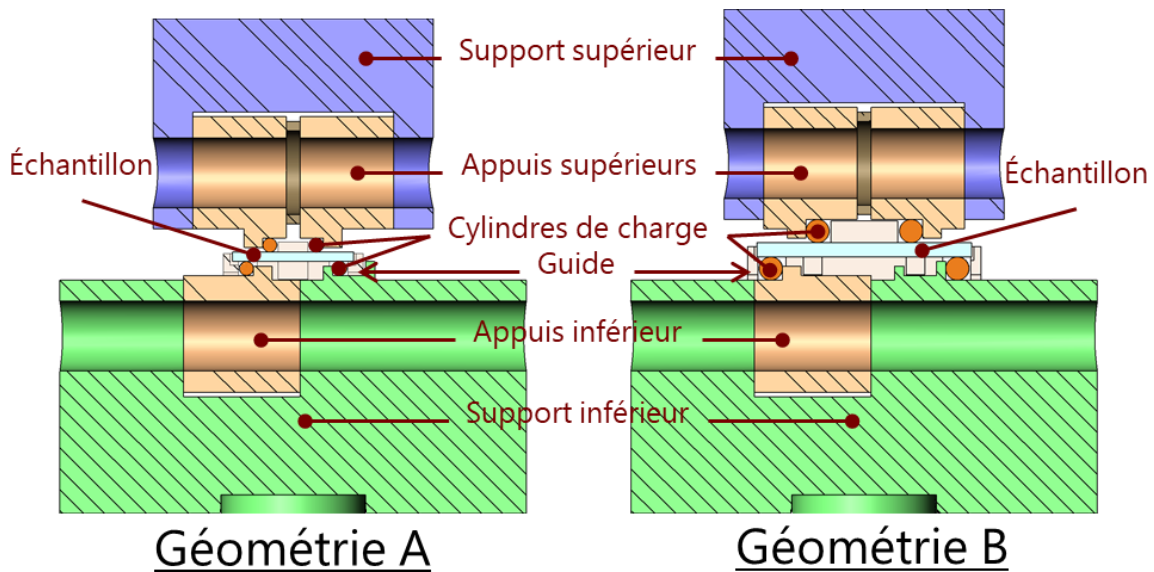 Support supérieur
Échantillon
Appuis supérieurs
Échantillon
Cylindres de charge
Guide
Appuis inférieur
Support inférieur
Géométrie A
Géométrie B